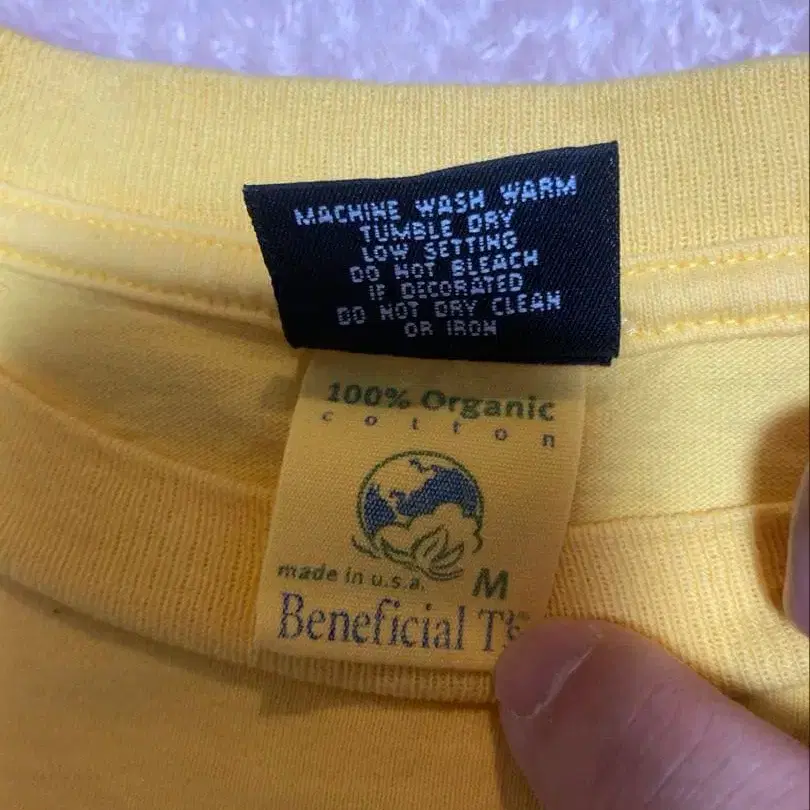 MACHINE WASH WARM
TUMBLE DRY
LOW SETTING
DO NOT BLEACH
IF DECORATED
DO NOT DRY CLEAN
OR IRON
100% Organic
cotton
made in u.s.a. M
Beneficial T's